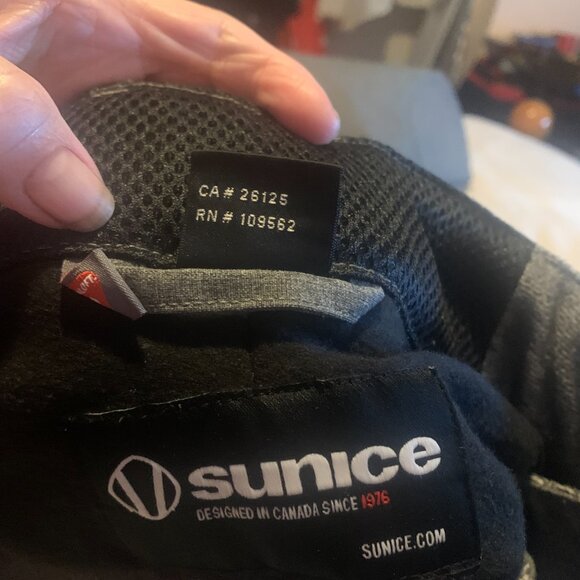 CA# 26125
RN# 109562
sunice
DESIGNED IN CANADA SINCE 1976
SUNICE.COM